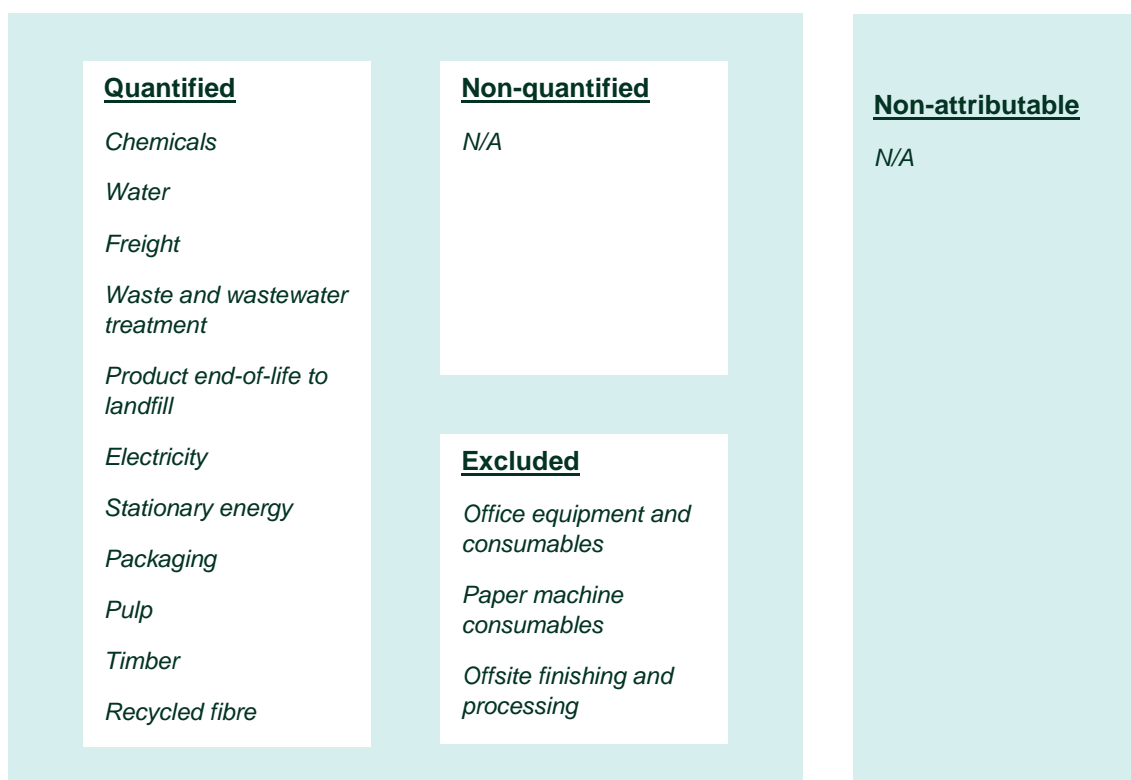 Quantified
Chemicals
Water
Freight
Waste and wastewater
treatment
Product end-of-life to
landfill
Electricity
Stationary energy
Packaging
Pulp
Timber
Recycled fibre
Non-quantified
N/A
Excluded
Office equipment and
consumables
Paper machine
consumables
Offsite finishing and
processing
Non-attributable
N/A